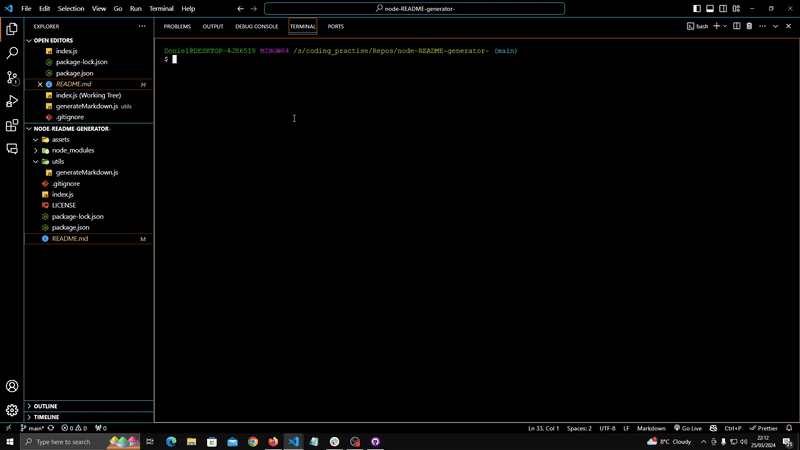 File Edit Selection View Go Run Terminal Help
node-README-generator-
EXPLORER
PROBLEMS OUTPUT DEBUG CONSOLE TERMINAL PORTS
bash
OPEN EDITORS
index.js
package-lock.json
package.json
README.md M
index.js (Working Tree)
generateMarkdown.js utils
.gitignore
NODE-README-GENERATOR-
assets
node_modules
utils
generateMarkdown.js
.gitignore
index.js
LICENSE
package-lock.json
package.json
README.md M
OUTLINE
TIMELINE
Doniel@DESKTOP-4JE65I8 MINGW64 /s/coding_practise/Repos/node-README-generator- (main)
$
main* 0 0 0
Ln 33, Col 1 Spaces: 2 UTF-8 LF Markdown Go Live Ctrl+P Prettier
Type here to search
8°C Cloudy
22:12
25/03/2024